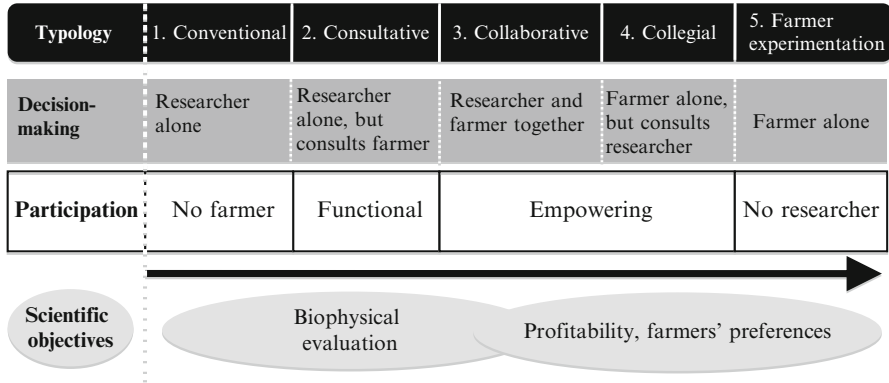 Typology
1. Conventional
2. Consultative
3. Collaborative
4. Collegial
5. Farmer
experimentation
Decision-
making
Researcher
alone
Researcher
alone, but
consults farmer
Researcher and
farmer together
Farmer alone,
but consults
researcher
Farmer alone
Participation
No farmer
Functional
Empowering
No researcher
Scientific
objectives
Biophysical
evaluation
Profitability, farmers’ preferences